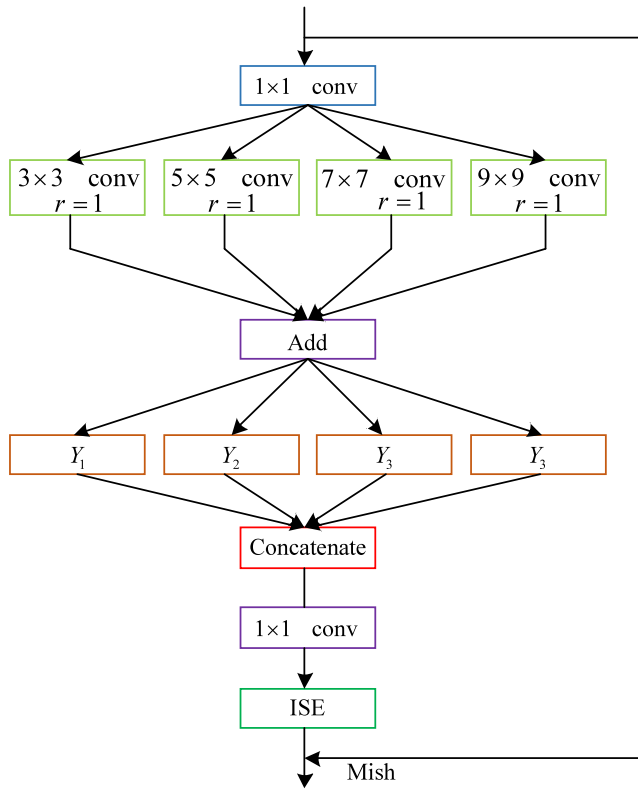 1×1 conv
3×3 conv
r = 1
5×5 conv
r = 1
7×7 conv
r = 1
9×9 conv
r = 1
Add
Y₁
Y₂
Y₃
Y₃
Concatenate
1×1 conv
ISE
Mish